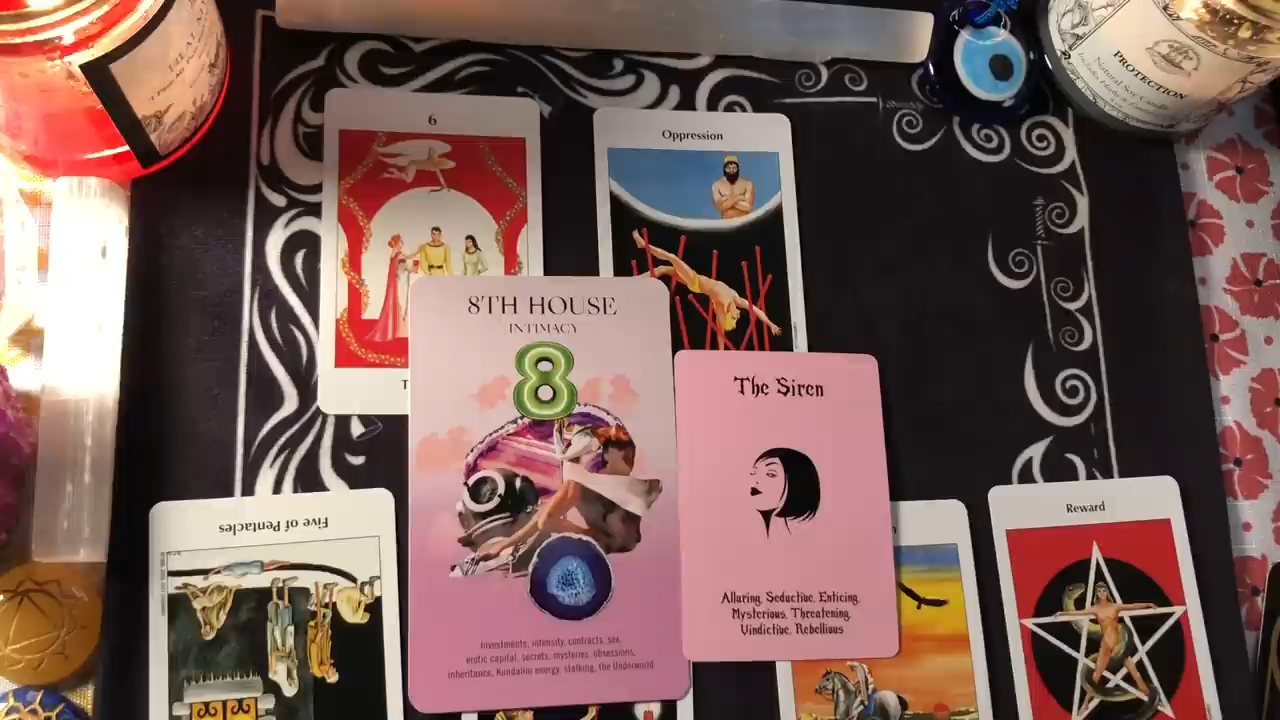 PROTECTION
Natural Soy Candle
6
Oppression
8TH HOUSE
INTIMACY
8
The Siren
Alluring, Seductive, Enticing,
Mysterious, Threatening,
Vindictive, Rebellious
Investments, intensity, contracts, sex,
erotic capital, secrets, mysteries, obsessions,
inheritance, Kundalini energy, stalking, the Underworld
Five of Pentacles
Reward